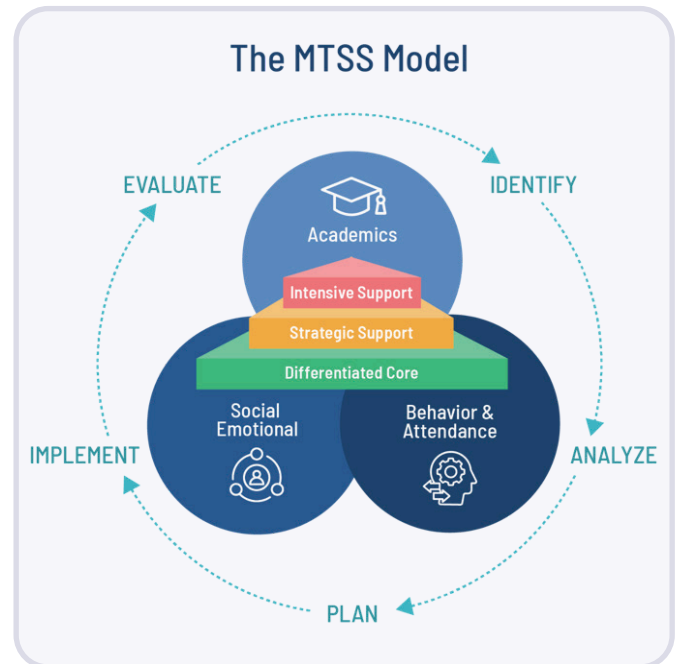 The MTSS Model
EVALUATE
IDENTIFY
Academics
Intensive Support
Strategic Support
Differentiated Core
Social
Emotional
Behavior &
Attendance
IMPLEMENT
ANALYZE
PLAN